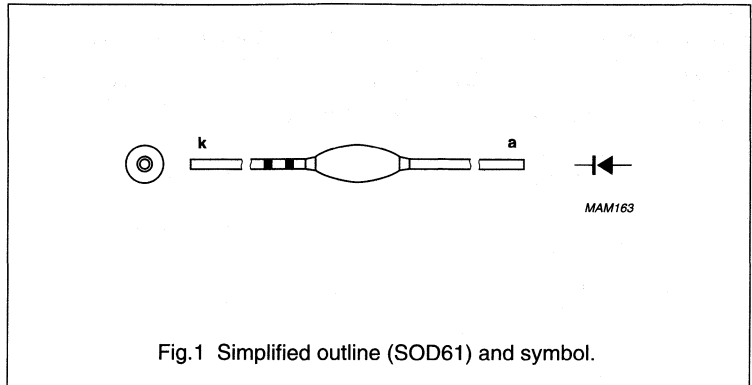 k
a
MAM163
Fig.1 Simplified outline (SOD61) and symbol.